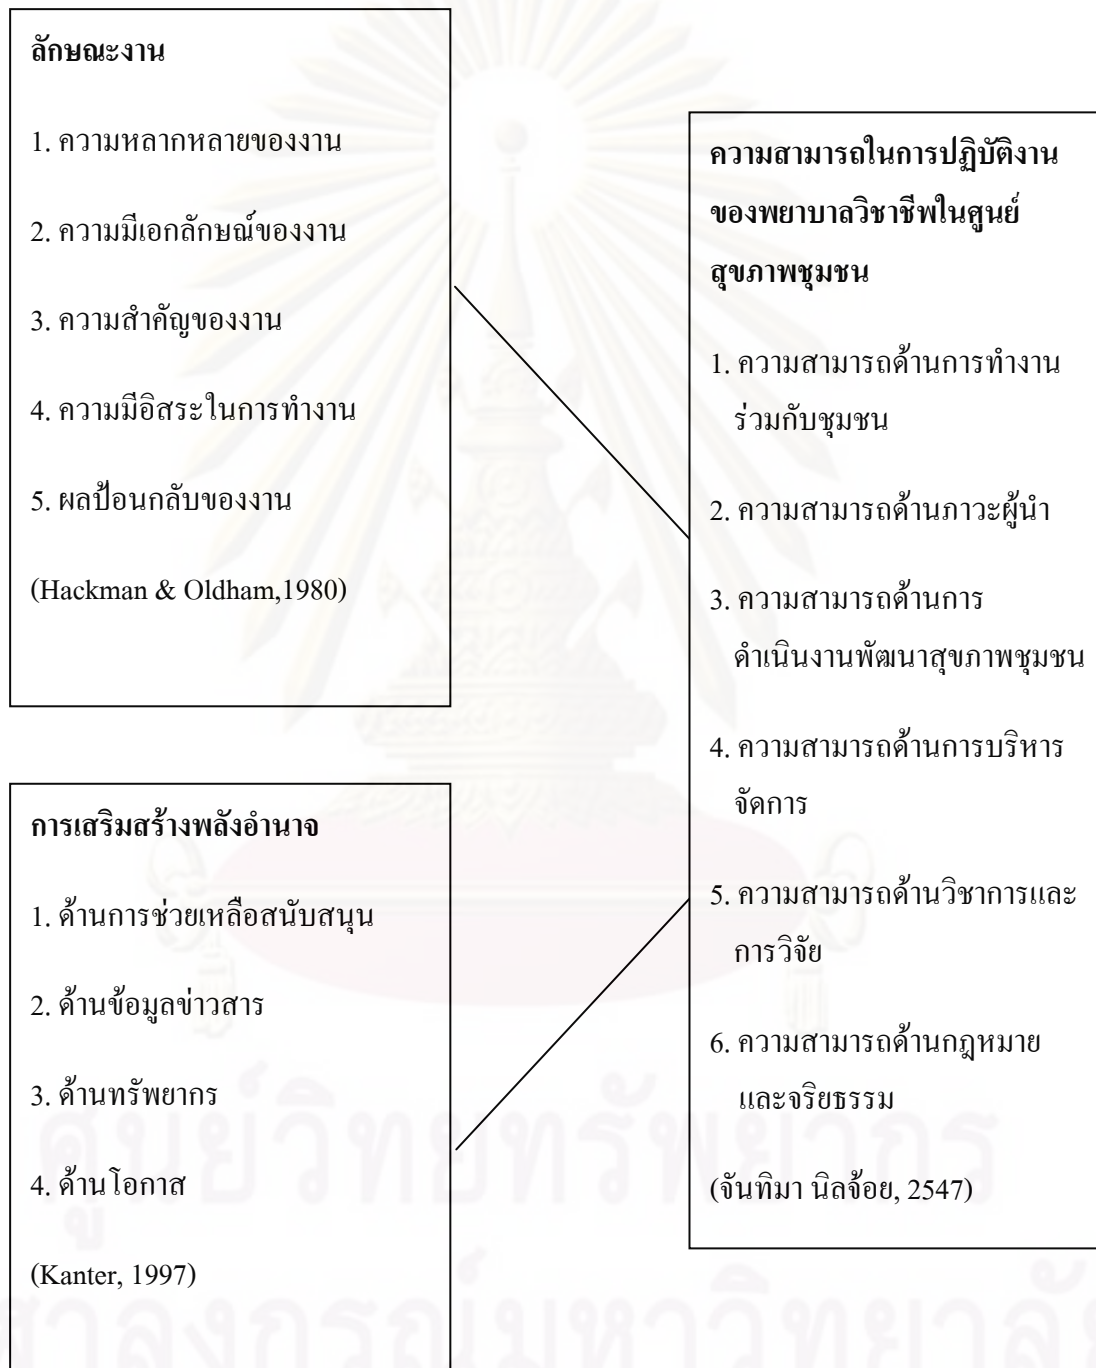 ลักษณะงาน
1. ความหลากหลายของงาน
2. ความมีเอกลักษณ์ของงาน
3. ความสำคัญของงาน
4. ความมีอิสระในการทำงาน
5. ผลป้อนกลับของงาน
(Hackman & Oldham,1980)
การเสริมสร้างพลังอำนาจ
1. ด้านการช่วยเหลือสนับสนุน
2. ด้านข้อมูลข่าวสาร
3. ด้านทรัพยากร
4. ด้านโอกาส
(Kanter, 1997)
ความสามารถในการปฏิบัติงาน
ของพยาบาลวิชาชีพในศูนย์
สุขภาพชุมชน
1. ความสามารถด้านการทำงาน
ร่วมกับชุมชน
2. ความสามารถด้านภาวะผู้นำ
3. ความสามารถด้านการ
ดำเนินงานพัฒนาสุขภาพชุมชน
4. ความสามารถด้านการบริหาร
จัดการ
5. ความสามารถด้านวิชาการและ
การวิจัย
6. ความสามารถด้านกฎหมาย
และจริยธรรม
(จันทิมา นิลจ้อย, 2547)
ศูนย์วิทยทรัพยากร